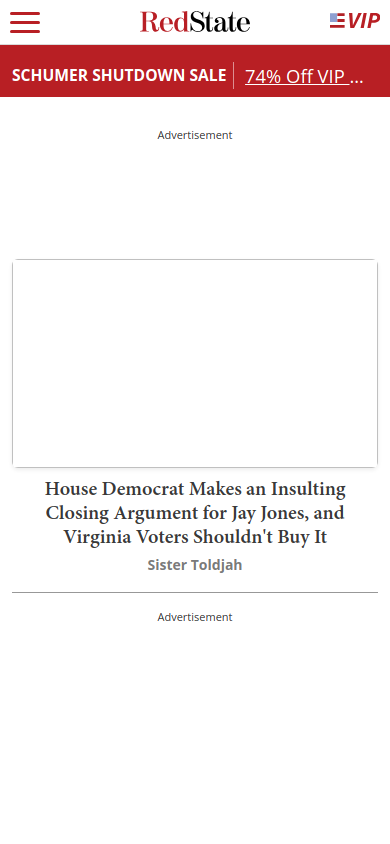 RedState
VIP
SCHUMER SHUTDOWN SALE
74% Off VIP ...
Advertisement
House Democrat Makes an Insulting
Closing Argument for Jay Jones, and
Virginia Voters Shouldn't Buy It
Sister Toldjah
Advertisement